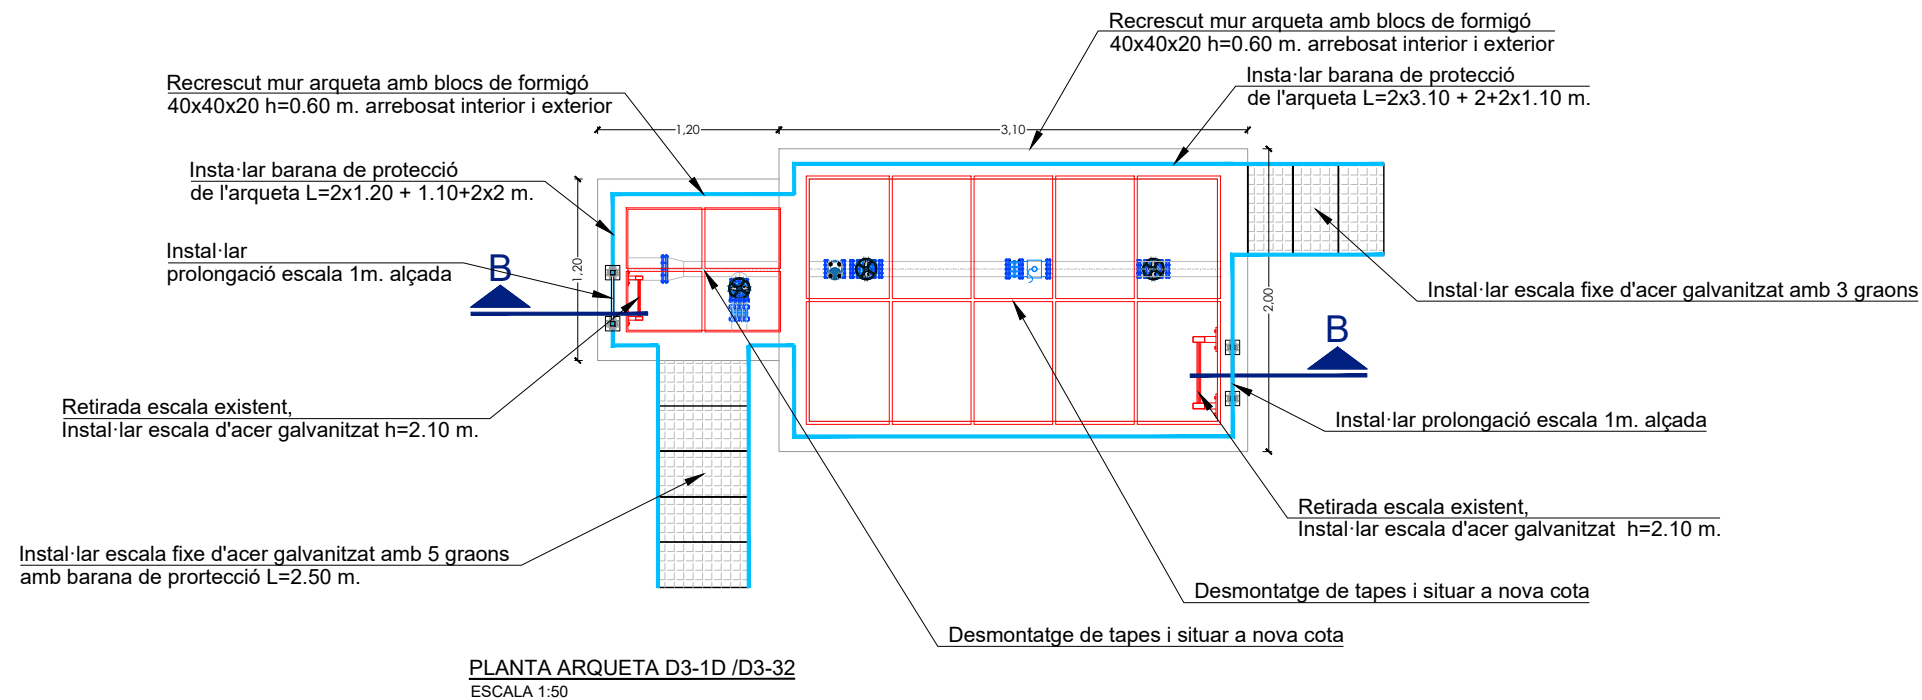 Recrescut mur arqueta amb blocs de formigó
40x40x20 h=0.60 m. arrebosat interior i exterior
Insta·lar barana de protecció
de l'arqueta L=2x3.10 + 2+2x1.10 m.
Recrescut mur arqueta amb blocs de formigó
40x40x20 h=0.60 m. arrebosat interior i exterior
1,20
3,10
Insta·lar barana de protecció
de l'arqueta L=2x1.20 + 1.10+2x2 m.
Instal·lar
prolongació escala 1m. alçada
B
1,20
2,00
Instal·lar escala fixe d'acer galvanitzat amb 3 graons
B
Retirada escala existent,
Instal·lar escala d'acer galvanitzat h=2.10 m.
Instal·lar prolongació escala 1m. alçada
Retirada escala existent,
Instal·lar escala d'acer galvanitzat  h=2.10 m.
Instal·lar escala fixe d'acer galvanitzat amb 5 graons
amb barana de prortecció L=2.50 m.
Desmontatge de tapes i situar a nova cota
Desmontatge de tapes i situar a nova cota
PLANTA ARQUETA D3-1D /D3-32
ESCALA 1:50